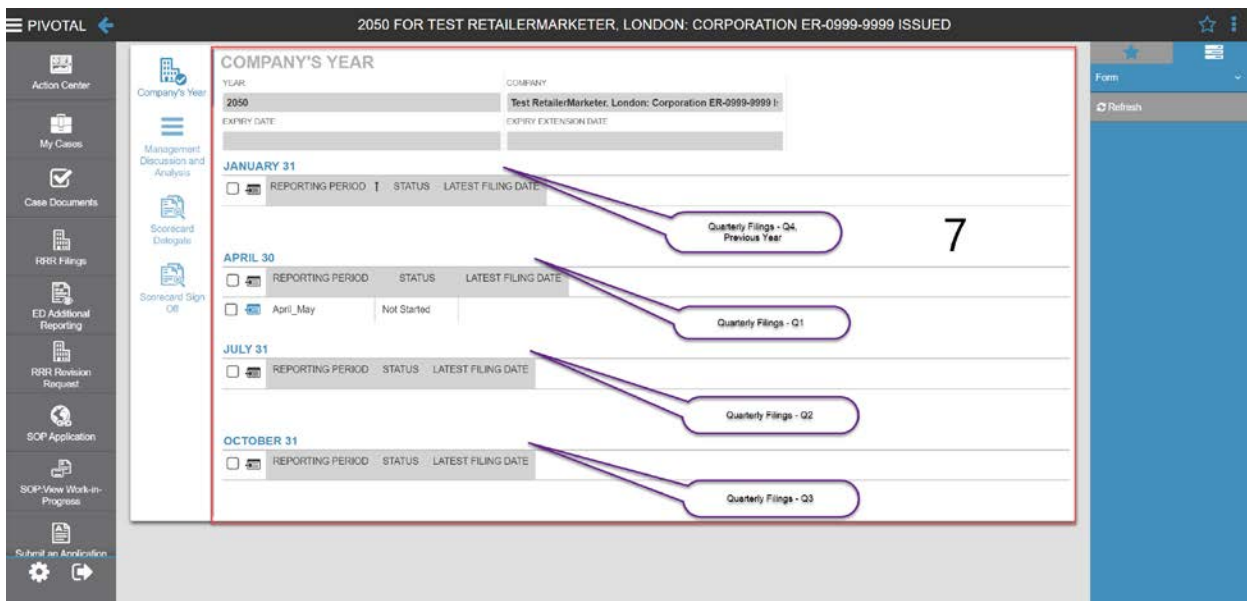 PIVOTAL
2050 FOR TEST RETAILERMARKETER, LONDON: CORPORATION ER-0999-9999 ISSUED
Action Center
My Cases
Case Documents
RRR Filings
ED Additional
Reporting
RRR Revision
Request
SOP Application
SOP:View Work-in-
Progress
Submit an Application
Company's Year
Management
Discussion and
Analysis
Scorecard
Delegate
Scorecard Sign
Off
COMPANY'S YEAR
YEAR
COMPANY
2050
Test RetailerMarketer, London: Corporation ER-0999-9999 I
EXPIRY DATE
EXPIRY EXTENSION DATE
JANUARY 31
REPORTING PERIOD STATUS LATEST FILING DATE
Quarterly Filings - Q4,
Previous Year
7
APRIL 30
REPORTING PERIOD STATUS LATEST FILING DATE
April_May Not Started
Quarterly Filings - Q1
JULY 31
REPORTING PERIOD STATUS LATEST FILING DATE
Quarterly Filings - Q2
OCTOBER 31
REPORTING PERIOD STATUS LATEST FILING DATE
Quarterly Filings - Q3
Form
Refresh